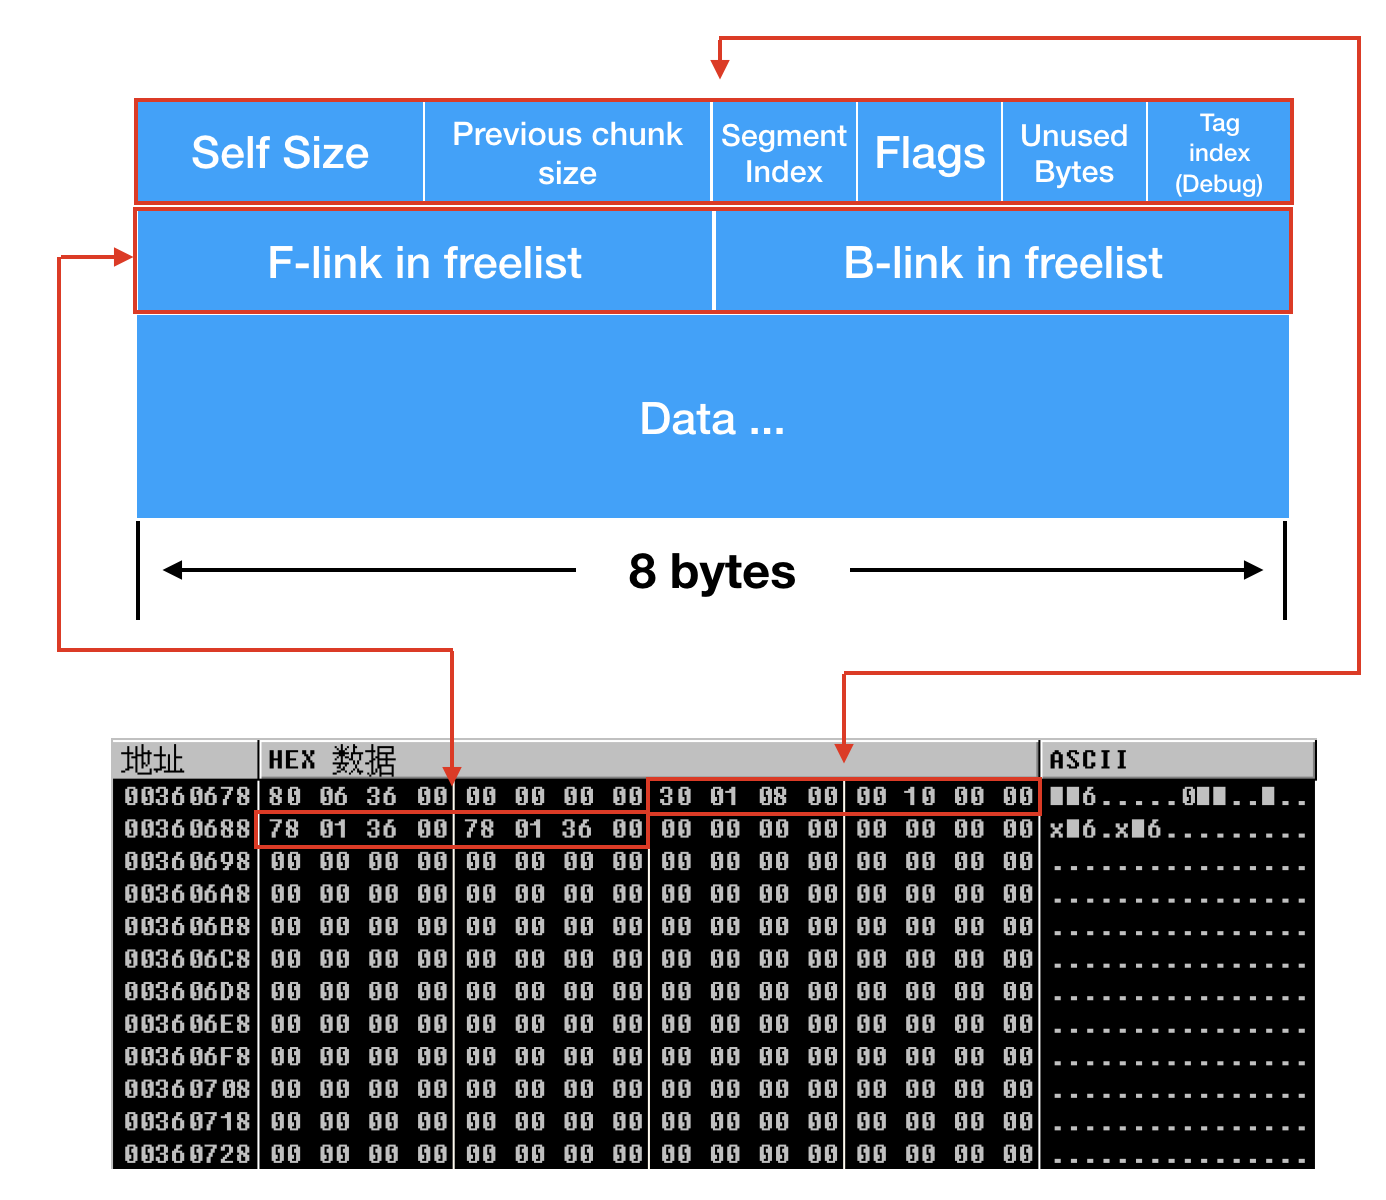 Self Size
Previous chunk
size
Segment
Index
Flags
Unused
Bytes
Tag
index
(Debug)
F-link in freelist
B-link in freelist
Data ...
8 bytes
地址 HEX 数据 ASCII
00360678 80 06 36 00 00 00 00 00 30 01 08 00 00 10 00 00 ■■6.....0■■..■..
00360688 78 01 36 00 78 01 36 00 00 00 00 00 00 00 00 00 x■6.x■6.........
00360698 00 00 00 00 00 00 00 00 00 00 00 00 00 00 00 00 ................
003606A8 00 00 00 00 00 00 00 00 00 00 00 00 00 00 00 00 ................
003606B8 00 00 00 00 00 00 00 00 00 00 00 00 00 00 00 00 ................
003606C8 00 00 00 00 00 00 00 00 00 00 00 00 00 00 00 00 ................
003606D8 00 00 00 00 00 00 00 00 00 00 00 00 00 00 00 00 ................
003606E8 00 00 00 00 00 00 00 00 00 00 00 00 00 00 00 00 ................
003606F8 00 00 00 00 00 00 00 00 00 00 00 00 00 00 00 00 ................
00360708 00 00 00 00 00 00 00 00 00 00 00 00 00 00 00 00 ................
00360718 00 00 00 00 00 00 00 00 00 00 00 00 00 00 00 00 ................
00360728 00 00 00 00 00 00 00 00 00 00 00 00 00 00 00 00 ................